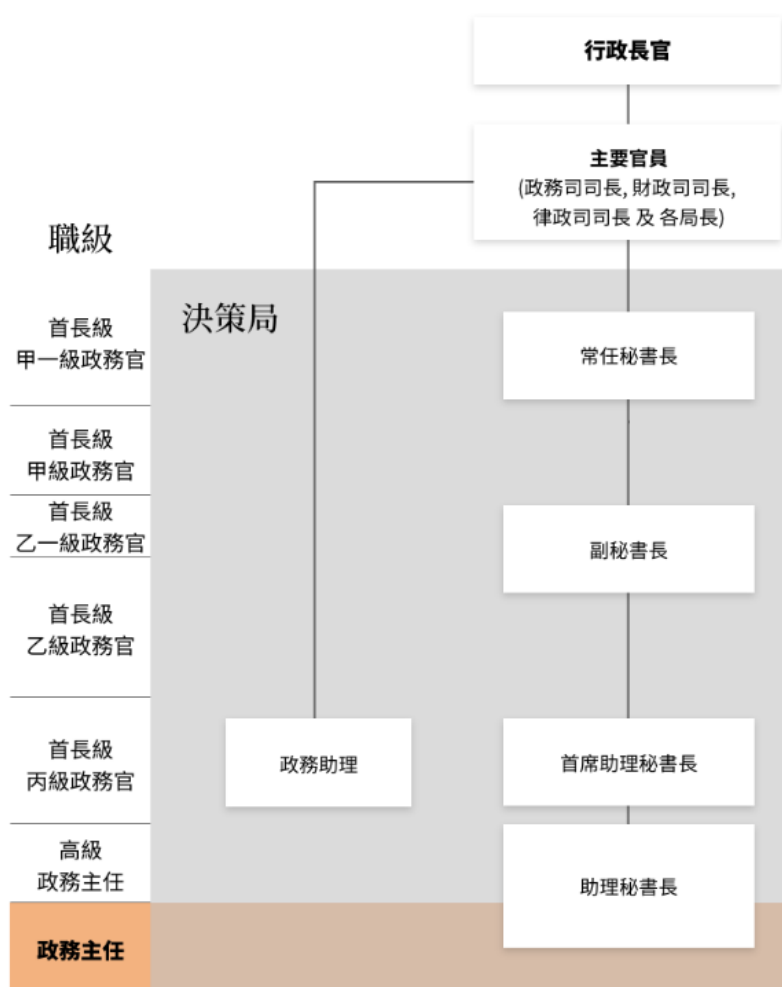 行政長官
主要官員
(政務司司長, 財政司司長,
律政司司長 及 各局長)
職級
決策局
首長級
甲一級政務官
常任秘書長
首長級
甲級政務官
首長級
乙一級政務官
副秘書長
首長級
乙級政務官
首長級
丙級政務官
政務助理
首席助理秘書長
高級
政務主任
助理秘書長
政務主任